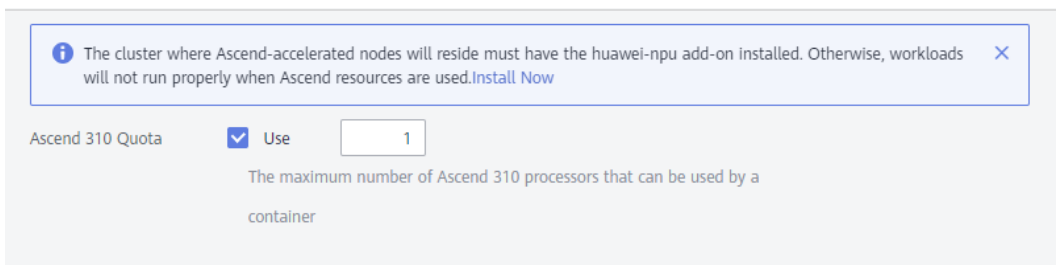 The cluster where Ascend-accelerated nodes will reside must have the huawei-npu add-on installed. Otherwise, workloads
will not run properly when Ascend resources are used.Install Now
Ascend 310 Quota Use 1
The maximum number of Ascend 310 processors that can be used by a
container